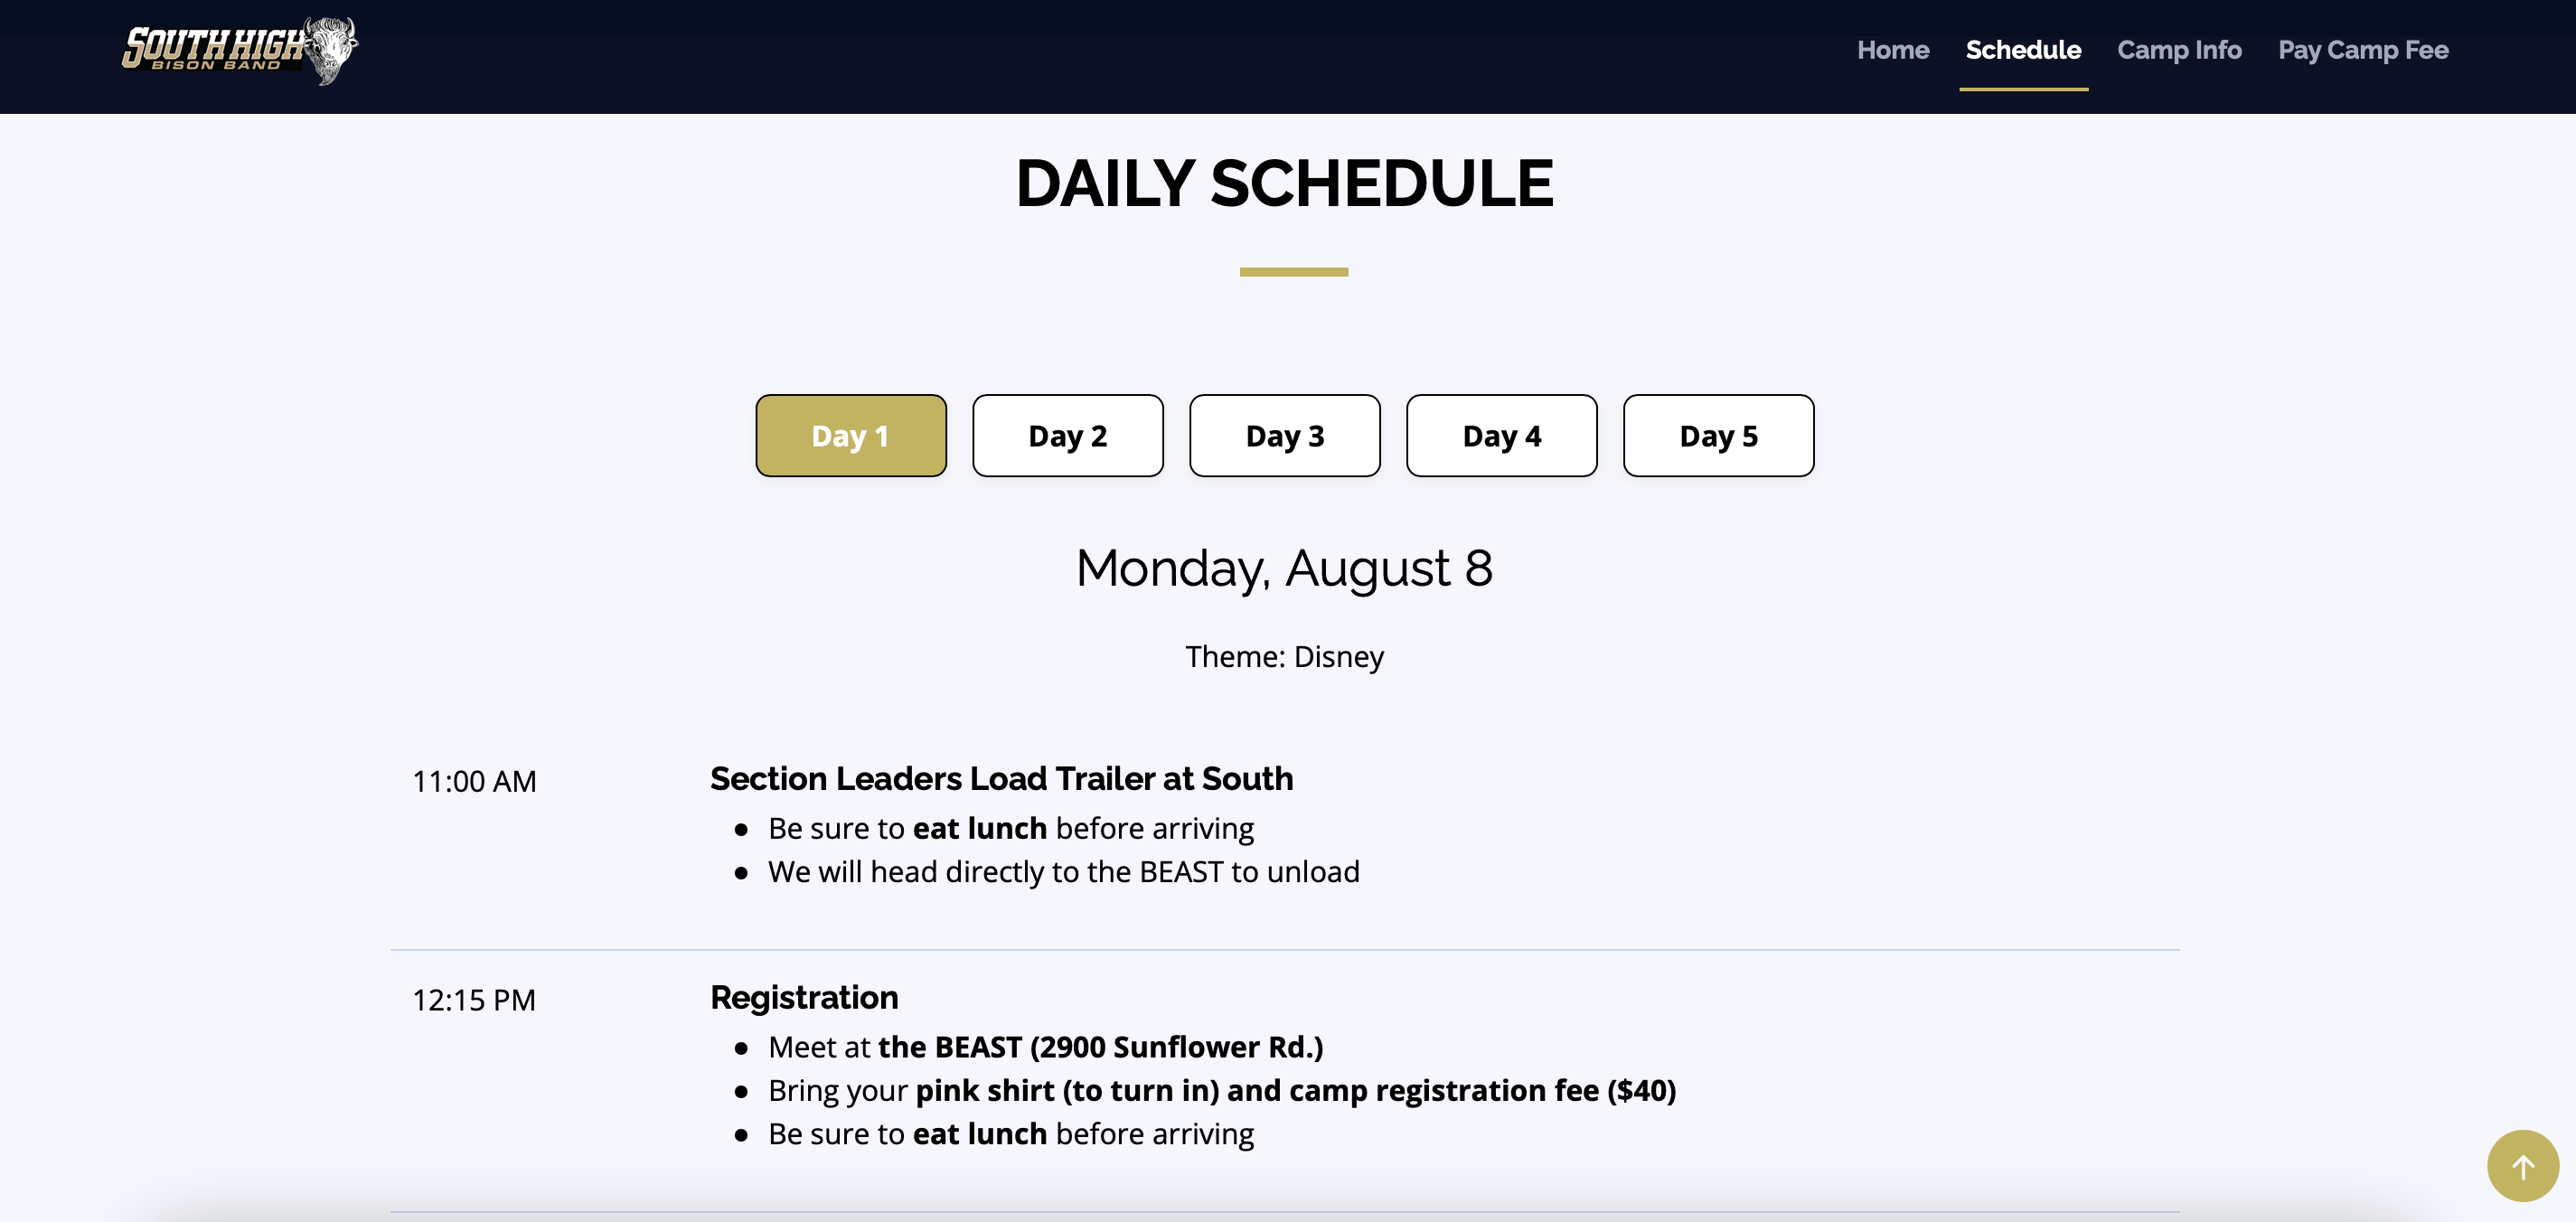 SOUTH HIGH
BISON BAND
Home Schedule Camp Info Pay Camp Fee
DAILY SCHEDULE
Day 1 Day 2 Day 3 Day 4 Day 5
Monday, August 8
Theme: Disney
11:00 AM Section Leaders Load Trailer at South
● Be sure to eat lunch before arriving
● We will head directly to the BEAST to unload
12:15 PM Registration
● Meet at the BEAST (2900 Sunflower Rd.)
● Bring your pink shirt (to turn in) and camp registration fee ($40)
● Be sure to eat lunch before arriving